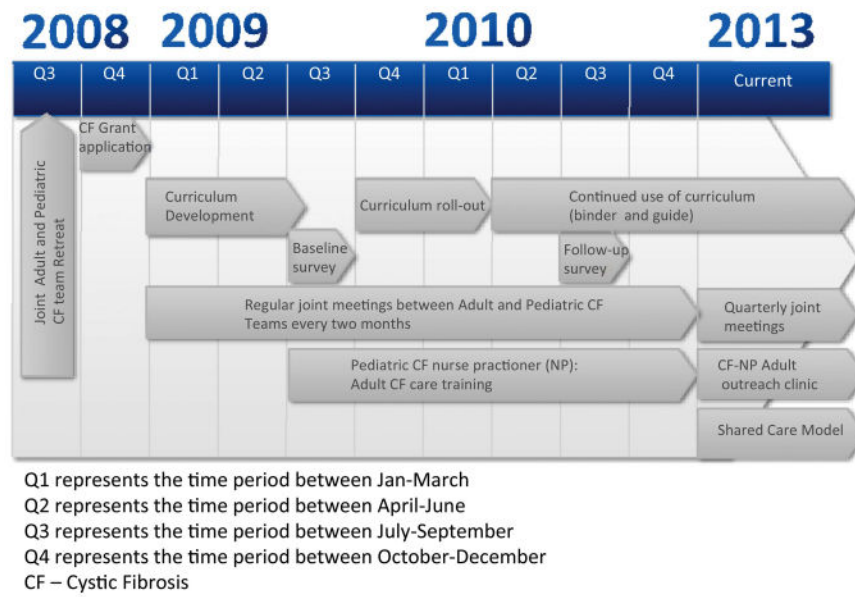 2008 2009 2010 2013
Q3 Q4 Q1 Q2 Q3 Q4 Q1 Q2 Q3 Q4 Current
Joint Adult and Pediatric
CF team Retreat
CF Grant
application
Curriculum
Development
Curriculum roll-out
Continued use of curriculum
(binder and guide)
Baseline
survey
Follow-up
survey
Regular joint meetings between Adult and Pediatric CF
Teams every two months
Quarterly joint
meetings
Pediatric CF nurse practioner (NP):
Adult CF care training
CF-NP Adult
outreach clinic
Shared Care Model
Q1 represents the time period between Jan-March
Q2 represents the time period between April-June
Q3 represents the time period between July-September
Q4 represents the time period between October-December
CF – Cystic Fibrosis